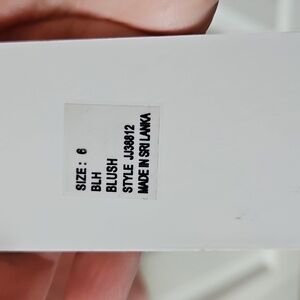 SIZE: 6
BLH
BLUSH
STYLE JJ38812
MADE IN SRI LANKA